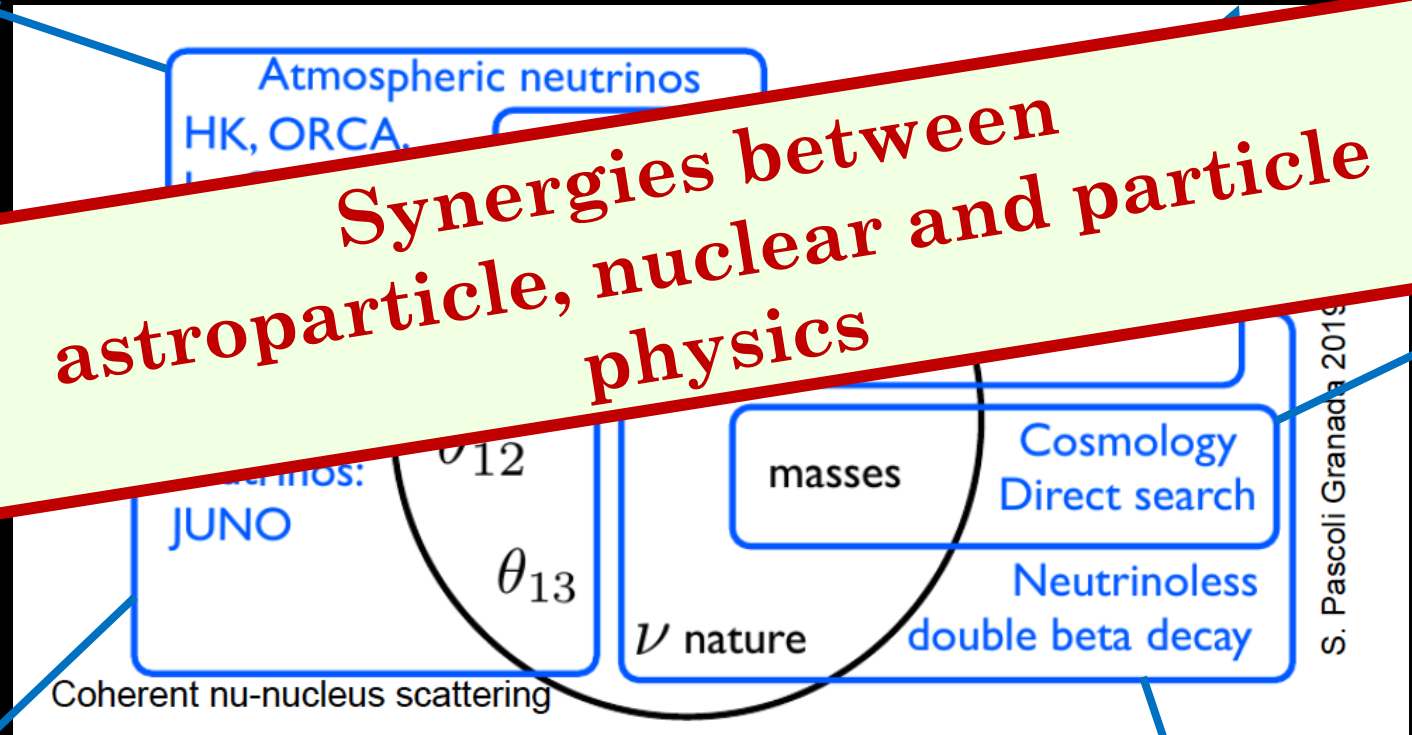 Atmospheric neutrinos
HK, ORCA,
Synergies between
astroparticle, nuclear and particle
physics
12
JUNO
θ13
masses
Cosmology
Direct search
Neutrinoless
double beta decay
ν nature
Coherent nu-nucleus scattering
S. Pascoli Granada 2019